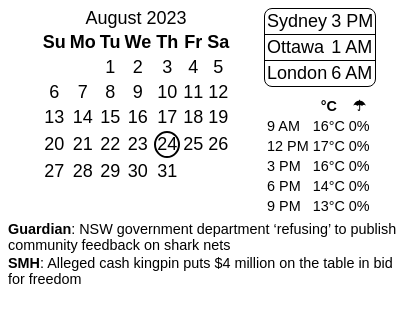 August 2023
Su Mo Tu We Th Fr Sa
1 2 3 4 5
6 7 8 9 10 11 12
13 14 15 16 17 18 19
20 21 22 23 24 25 26
27 28 29 30 31
Sydney 3 PM
Ottawa 1 AM
London 6 AM
°C ☂
9 AM 16°C 0%
12 PM 17°C 0%
3 PM 16°C 0%
6 PM 14°C 0%
9 PM 13°C 0%
Guardian: NSW government department ‘refusing’ to publish
community feedback on shark nets
SMH: Alleged cash kingpin puts $4 million on the table in bid
for freedom